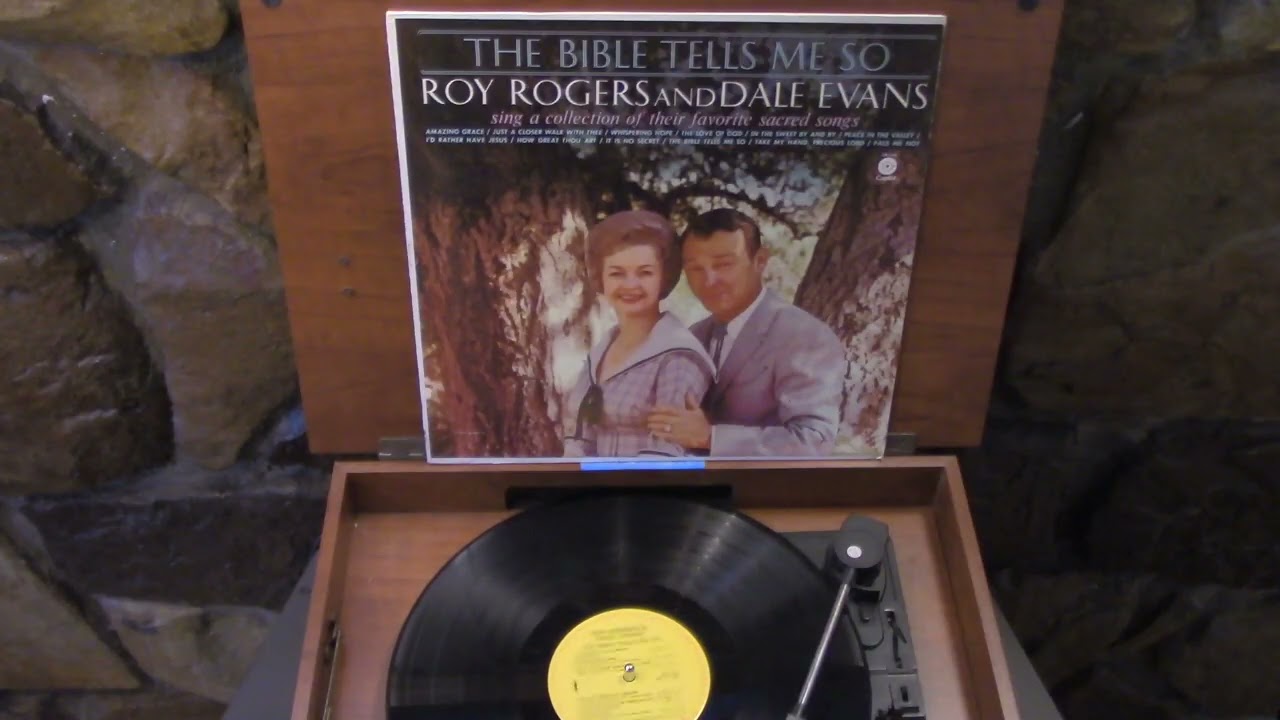 THE BIBLE TELLS ME SO
ROY ROGERS AND DALE EVANS
sing a collection of their favorite sacred songs
AMAZING GRACE / JUST A CLOSER WALK WITH THEE / WHISPERING HOPE / THE LOVE OF GOD / IN THE SWEET BY AND BY / PEACE IN THE VALLEY /
I'D RATHER HAVE JESUS / HOW GREAT THOU ART / IT IS NO SECRET / THE BIBLE TELLS ME SO / TAKE MY HAND, PRECIOUS LORD / PASS ME NOT
Capitol